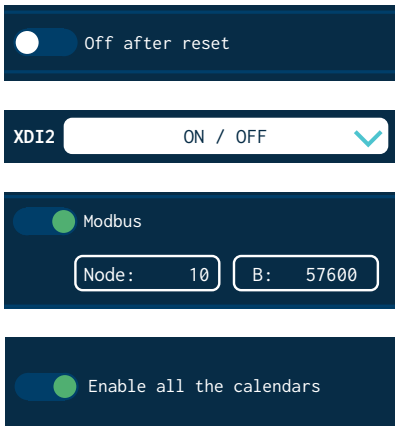 Off after reset
XDI2 ON / OFF
Modbus
Node: 10 B: 57600
Enable all the calendars